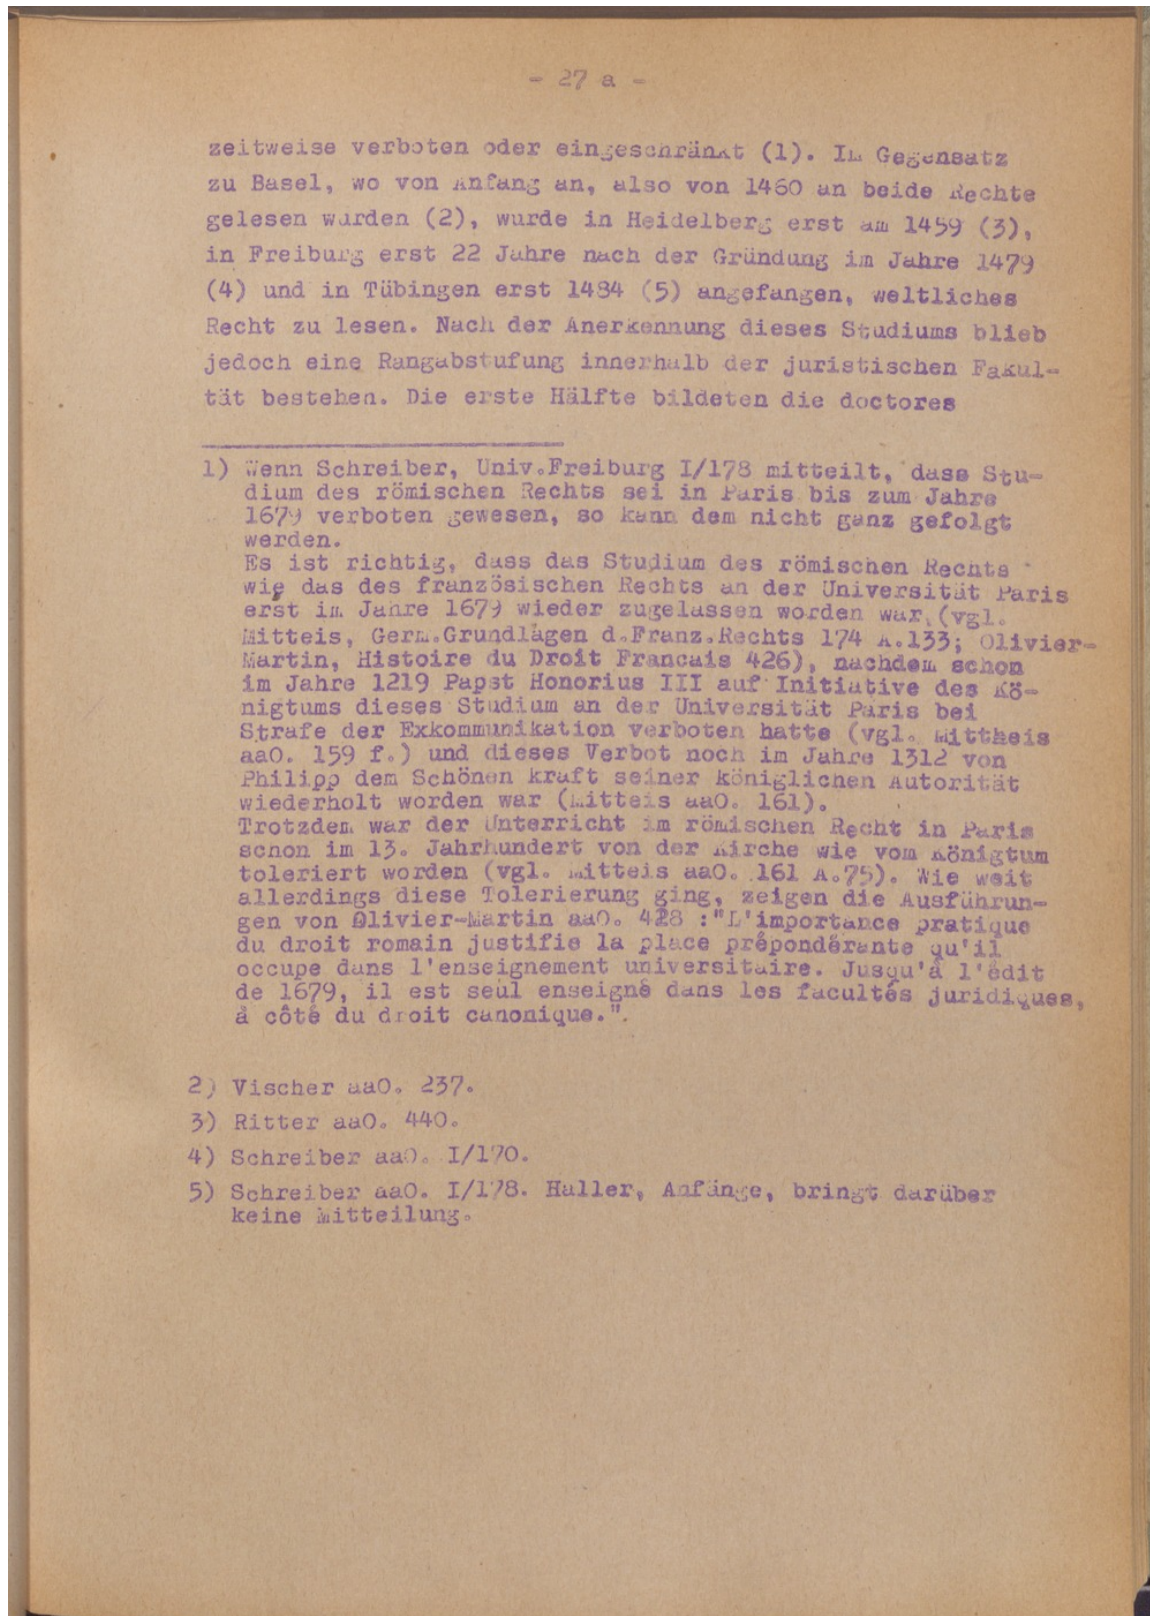 - 27 a -
zeitweise verboten oder eingeschränkt (1). Im Gegensatz
zu Basel, wo von Anfang an, also von 1460 an beide Rechte
gelesen wurden (2), wurde in Heidelberg erst am 1459 (3),
in Freiburg erst 22 Jahre nach der Gründung im Jahre 1479
(4) und in Tübingen erst 1484 (5) angefangen, weltliches
Recht zu lesen. Nach der Anerkennung dieses Studiums blieb
jedoch eine Rangabstufung innerhalb der juristischen Fakul-
tät bestehen. Die erste Hälfte bildeten die doctores
1) Wenn Schreiber, Univ.Freiburg I/178 mitteilt, dass Stu-
dium des römischen Rechts sei in Paris bis zum Jahre
1679 verboten gewesen, so kann dem nicht ganz gefolgt
werden.
Es ist richtig, dass das Studium des römischen Rechts
wie das des französischen Rechts an der Universität Paris
erst im Jahre 1679 wieder zugelassen worden war, (vgl.
Mitteis, Germ.Grundlagen d.Franz.Rechts 174 A.133; Olivier-
Martin, Histoire du Droit Francais 426), nachdem schon
im Jahre 1219 Papst Honorius III auf Initiative des Kö-
nigtums dieses Studium an der Universität Paris bei
Strafe der Exkommunikation verboten hatte (vgl. Mittheis
aaO. 159 f.) und dieses Verbot noch im Jahre 1312 von
Philipp dem Schönen kraft seiner königlichen Autorität
wiederholt worden war (Mitteis aaO. 161).
Trotzdem war der Unterricht im römischen Recht in Paris
schon im 13. Jahrhundert von der Kirche wie vom Königtum
toleriert worden (vgl. Mitteis aaO. 161 A.75). Wie weit
allerdings diese Tolerierung ging, zeigen die Ausführun-
gen von Olivier-Martin aaO. 428 :"L'importance pratique
du droit romain justifie la place prépondérante qu'il
occupe dans l'enseignement universitaire. Jusqu'à l'édit
de 1679, il est seul enseigné dans les facultés juridiques,
à côté du droit canonique.".
2) Vischer aaO. 237.
3) Ritter aaO. 440.
4) Schreiber aaO. I/170.
5) Schreiber aaO. I/178. Haller, Anfänge, bringt darüber
keine Mitteilung.